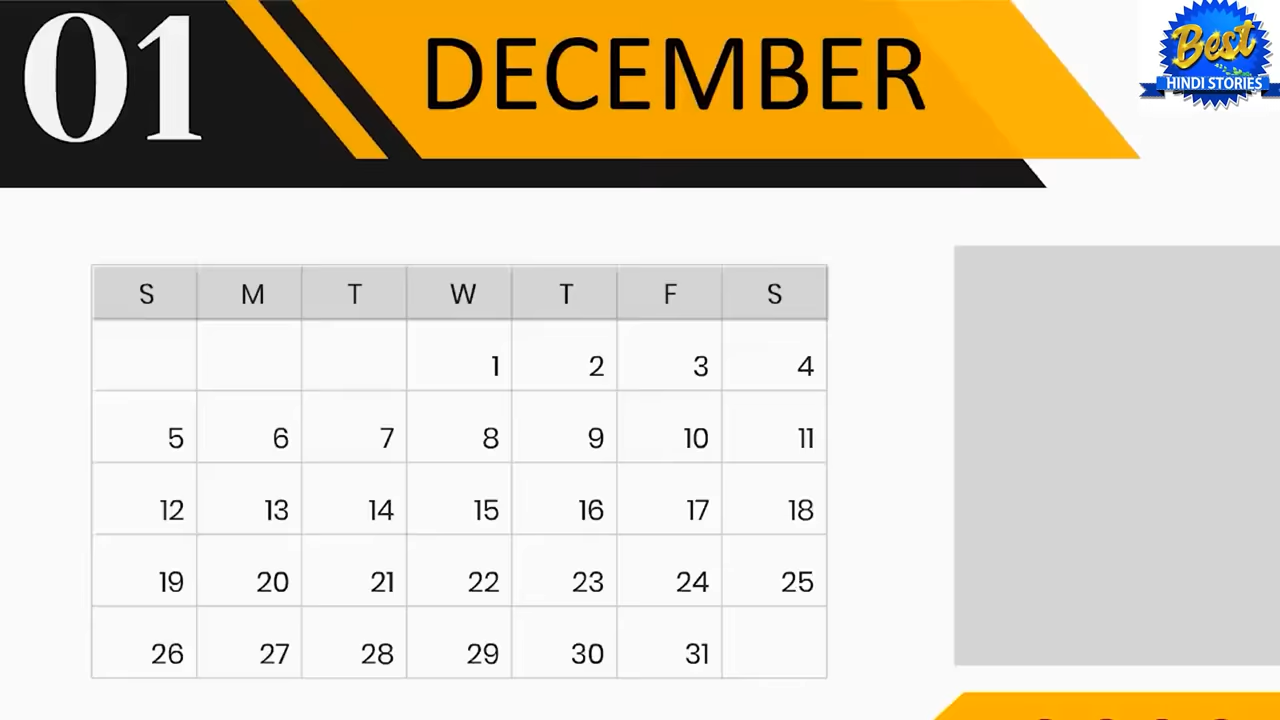 01
DECEMBER
Best
HINDI STORIES
S M T W T F S
1 2 3 4
5 6 7 8 9 10 11
12 13 14 15 16 17 18
19 20 21 22 23 24 25
26 27 28 29 30 31